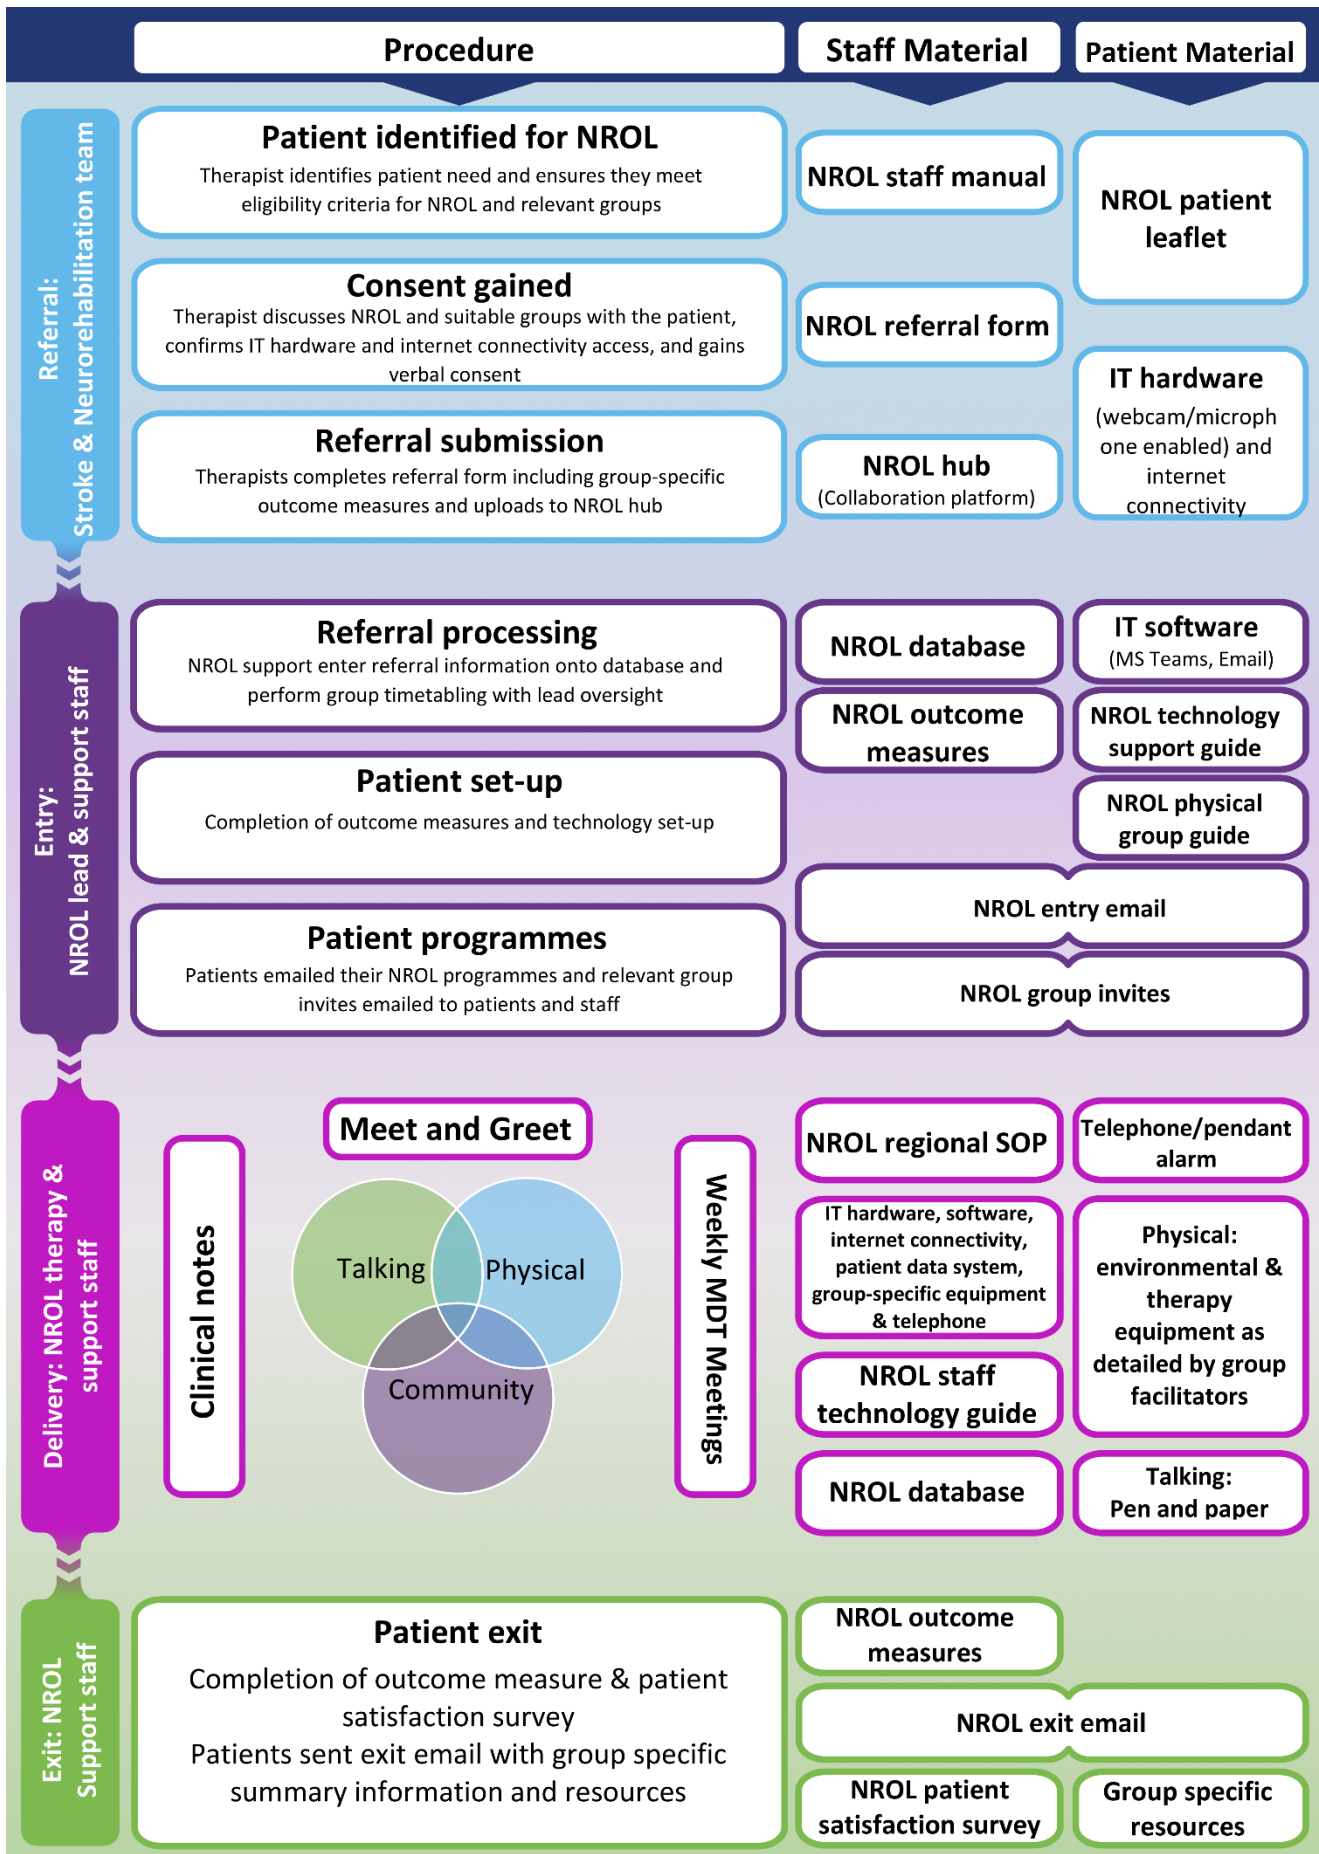 Procedure
Staff Material
Patient Material
Referral:
Stroke & Neurorehabilitation team
Patient identified for NROL
Therapist identifies patient need and ensures they meet
eligibility criteria for NROL and relevant groups
Consent gained
Therapist discusses NROL and suitable groups with the patient,
confirms IT hardware and internet connectivity access, and gains
verbal consent
Referral submission
Therapists completes referral form including group-specific
outcome measures and uploads to NROL hub
NROL staff manual
NROL referral form
NROL hub
(Collaboration platform)
NROL patient
leaflet
IT hardware
(webcam/microph
one enabled) and
internet
connectivity
Entry:
NROL lead & support staff
Referral processing
NROL support enter referral information onto database and
perform group timetabling with lead oversight
Patient set-up
Completion of outcome measures and technology set-up
Patient programmes
Patients emailed their NROL programmes and relevant group
invites emailed to patients and staff
NROL database
NROL outcome
measures
IT software
(MS Teams, Email)
NROL technology
support guide
NROL physical
group guide
NROL entry email
NROL group invites
Delivery: NROL therapy &
support staff
Clinical notes
Meet and Greet
Talking
Physical
Community
Weekly MDT Meetings
NROL regional SOP
IT hardware, software,
internet connectivity,
patient data system,
group-specific equipment
& telephone
NROL staff
technology guide
NROL database
Telephone/pendant
alarm
Physical:
environmental &
therapy
equipment as
detailed by group
facilitators
Talking:
Pen and paper
Exit: NROL
Support staff
Patient exit
Completion of outcome measure & patient
satisfaction survey
Patients sent exit email with group specific
summary information and resources
NROL outcome
measures
NROL exit email
NROL patient
satisfaction survey
Group specific
resources